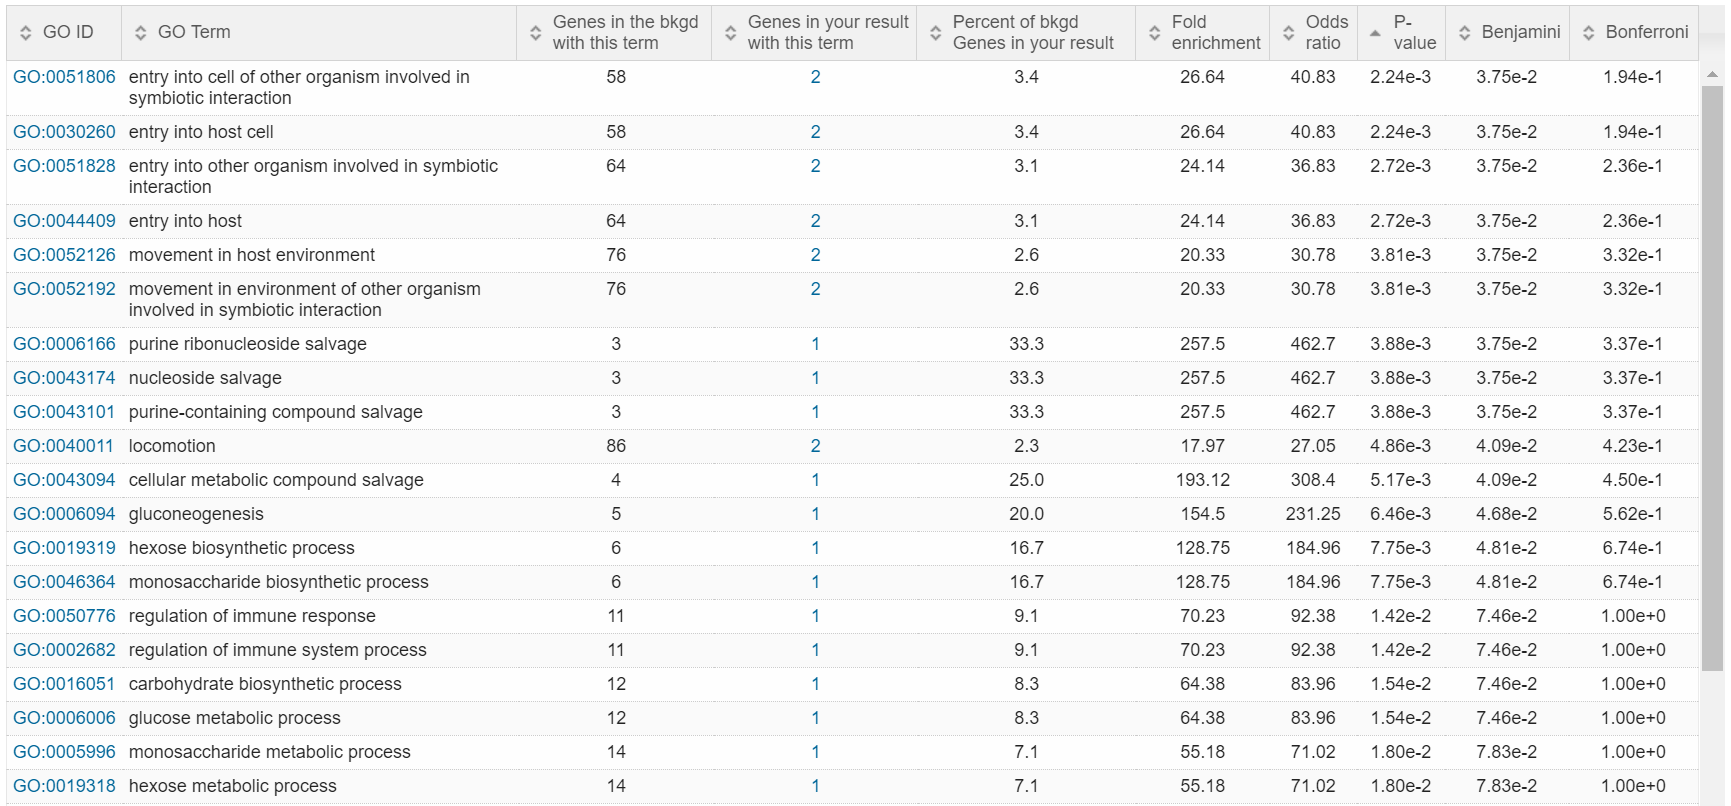 GO ID GO Term Genes in the bkgd with this term Genes in your result with this term Percent of bkgd Genes in your result Fold enrichment Odds ratio P-value Benjamini Bonferroni
GO:0051806 entry into cell of other organism involved in 58 2 3.4 26.64 40.83 2.24e-3 3.75e-2 1.94e-1
symbiotic interaction
GO:0030260 entry into host cell 58 2 3.4 26.64 40.83 2.24e-3 3.75e-2 1.94e-1
GO:0051828 entry into other organism involved in symbiotic 64 2 3.1 24.14 36.83 2.72e-3 3.75e-2 2.36e-1
interaction
GO:0044409 entry into host 64 2 3.1 24.14 36.83 2.72e-3 3.75e-2 2.36e-1
GO:0052126 movement in host environment 76 2 2.6 20.33 30.78 3.81e-3 3.75e-2 3.32e-1
GO:0052192 movement in environment of other organism 76 2 2.6 20.33 30.78 3.81e-3 3.75e-2 3.32e-1
involved in symbiotic interaction
GO:0006166 purine ribonucleoside salvage 3 1 33.3 257.5 462.7 3.88e-3 3.75e-2 3.37e-1
GO:0043174 nucleoside salvage 3 1 33.3 257.5 462.7 3.88e-3 3.75e-2 3.37e-1
GO:0043101 purine-containing compound salvage 3 1 33.3 257.5 462.7 3.88e-3 3.75e-2 3.37e-1
GO:0040011 locomotion 86 2 2.3 17.97 27.05 4.86e-3 4.09e-2 4.23e-1
GO:0043094 cellular metabolic compound salvage 4 1 25.0 193.12 308.4 5.17e-3 4.09e-2 4.50e-1
GO:0006094 gluconeogenesis 5 1 20.0 154.5 231.25 6.46e-3 4.68e-2 5.62e-1
GO:0019319 hexose biosynthetic process 6 1 16.7 128.75 184.96 7.75e-3 4.81e-2 6.74e-1
GO:0046364 monosaccharide biosynthetic process 6 1 16.7 128.75 184.96 7.75e-3 4.81e-2 6.74e-1
GO:0050776 regulation of immune response 11 1 9.1 70.23 92.38 1.42e-2 7.46e-2 1.00e+0
GO:0002682 regulation of immune system process 11 1 9.1 70.23 92.38 1.42e-2 7.46e-2 1.00e+0
GO:0016051 carbohydrate biosynthetic process 12 1 8.3 64.38 83.96 1.54e-2 7.46e-2 1.00e+0
GO:0006006 glucose metabolic process 12 1 8.3 64.38 83.96 1.54e-2 7.46e-2 1.00e+0
GO:0005996 monosaccharide metabolic process 14 1 7.1 55.18 71.02 1.80e-2 7.83e-2 1.00e+0
GO:0019318 hexose metabolic process 14 1 7.1 55.18 71.02 1.80e-2 7.83e-2 1.00e+0